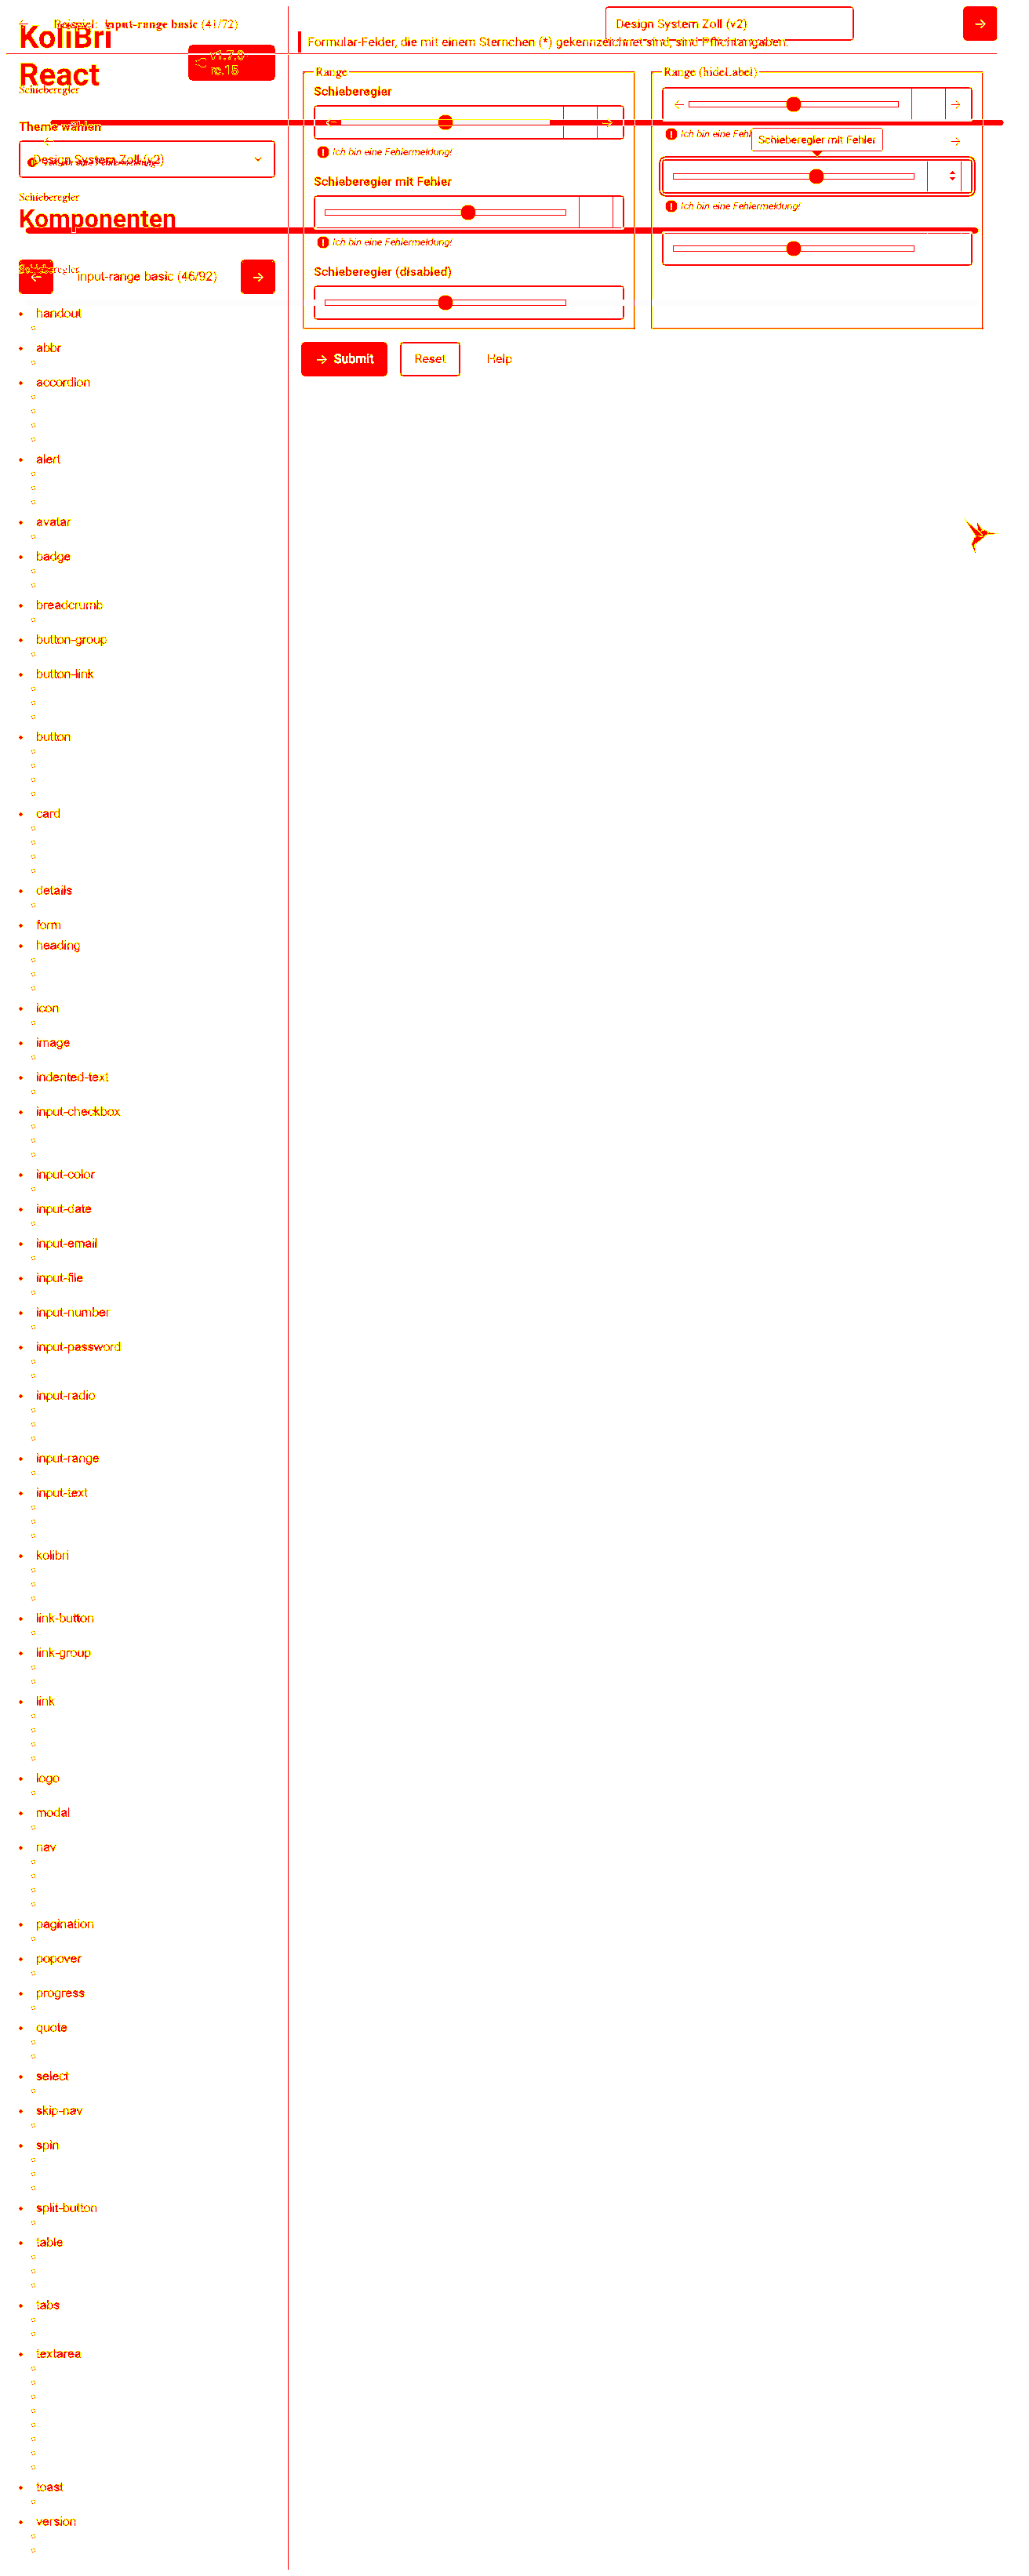 Beispiel: input-range basic (41/72)
Design System Zoll (v2)
KoliBri
React
v1.7.0-
rc.15
Formular-Felder, die mit einem Sternchen (*) gekennzeichnet sind, sind Pflichtangaben.
Schieberegler
Theme wählen
Design System Zoll (v2)
Schieberegler
Komponenten
Schieberegler
input-range basic (46/92)
handout
abbr
accordion
alert
avatar
badge
breadcrumb
button-group
button-link
button
card
details
form
heading
icon
image
indented-text
input-checkbox
input-color
input-date
input-email
input-file
input-number
input-password
input-radio
input-range
input-text
kolibri
link-button
link-group
link
logo
modal
nav
pagination
popover
progress
quote
select
skip-nav
spin
split-button
table
tabs
textarea
toast
version
Range
Schieberegler
Ich bin eine Fehlermeldung!
Schieberegler mit Fehler
Ich bin eine Fehlermeldung!
Schieberegler (disabled)
Range (hideLabel)
Ich bin eine
Schieberegler mit Fehler
Ich bin eine Fehlermeldung!
Submit
Reset
Help